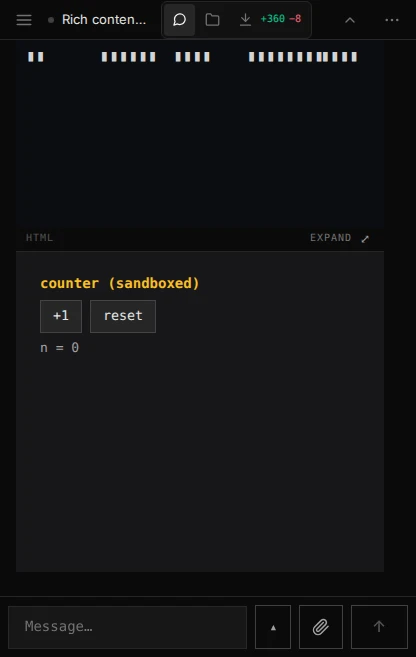 Rich conten… +360 −8
HTML EXPAND
counter (sandboxed)
+1 reset
n = 0
Message…